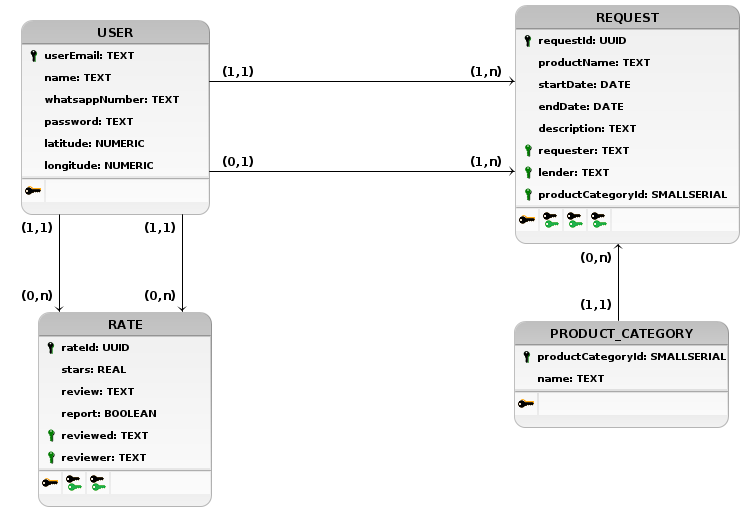 USER
userEmail: TEXT
name: TEXT
whatsappNumber: TEXT
password: TEXT
latitude: NUMERIC
longitude: NUMERIC
(1,1)
(1,n)
(0,1)
(1,n)
REQUEST
requestId: UUID
productName: TEXT
startDate: DATE
endDate: DATE
description: TEXT
requester: TEXT
lender: TEXT
productCategoryId: SMALLSERIAL
(1,1)
(1,1)
(0,n)
(0,n)
RATE
rateId: UUID
stars: REAL
review: TEXT
report: BOOLEAN
reviewed: TEXT
reviewer: TEXT
(0,n)
(1,1)
PRODUCT_CATEGORY
productCategoryId: SMALLSERIAL
name: TEXT